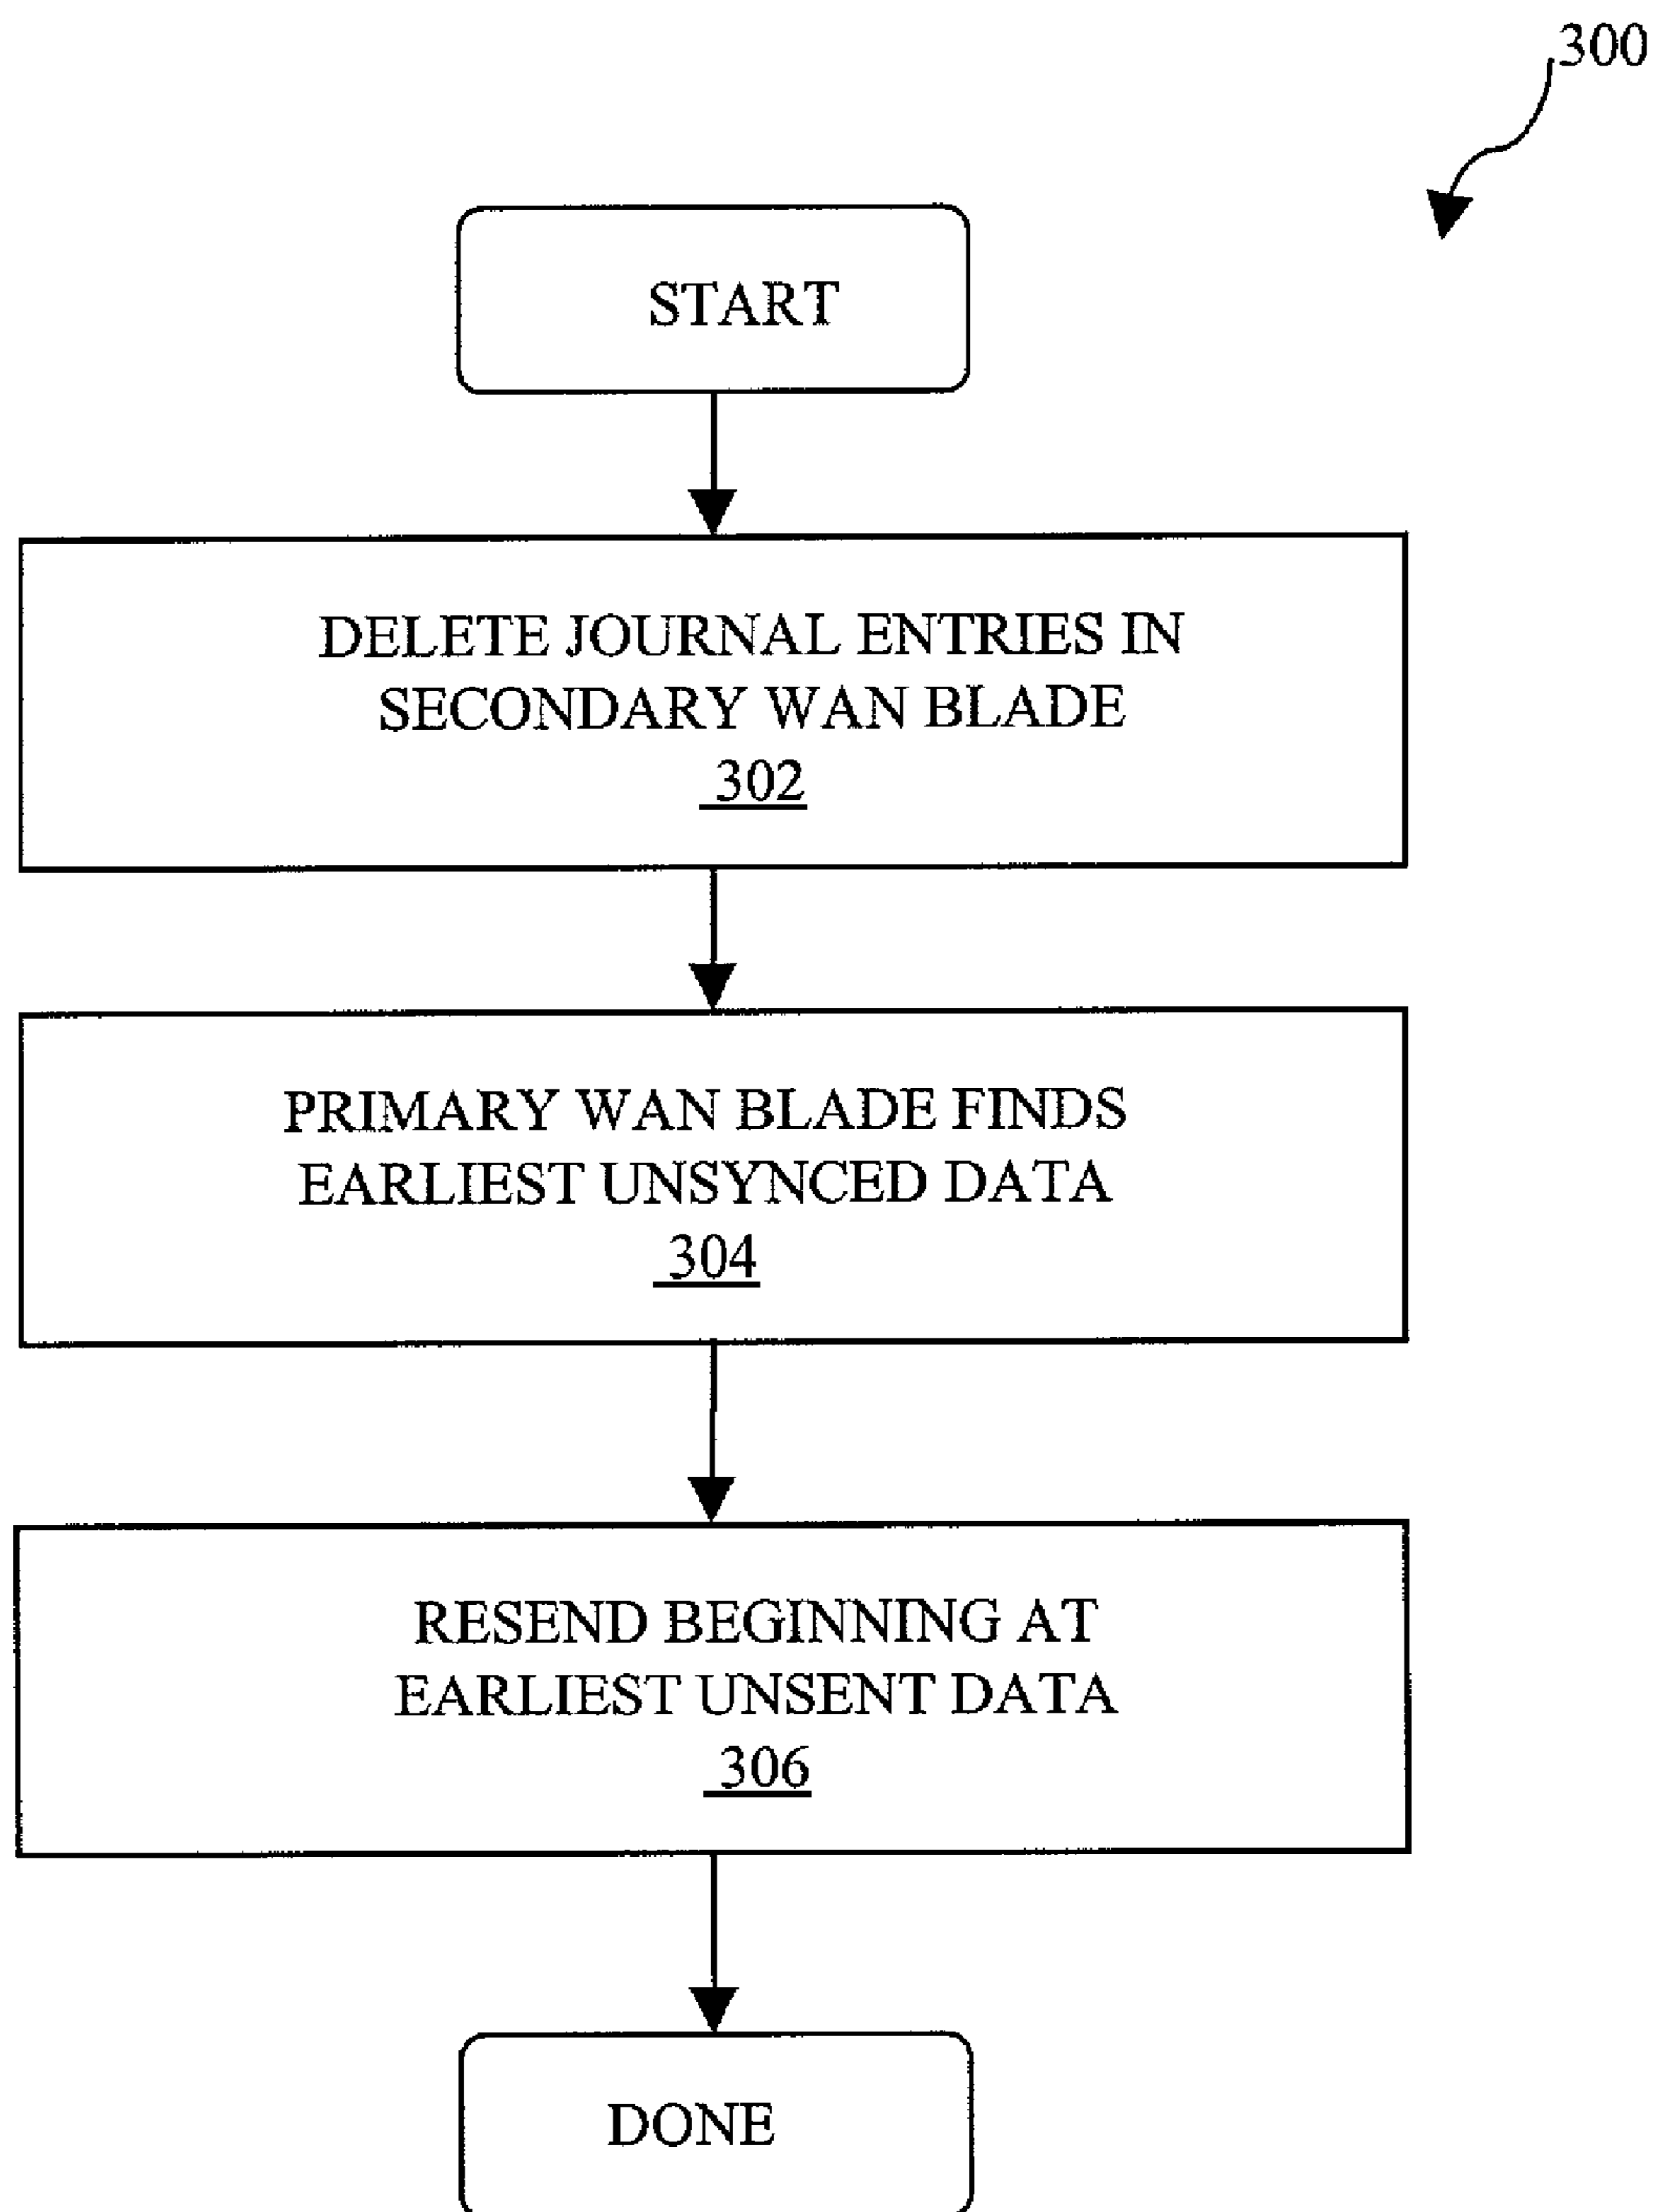 300
START
DELETE JOURNAL ENTRIES IN
SECONDARY WAN BLADE
302
PRIMARY WAN BLADE FINDS
EARLIEST UNSYNCED DATA
304
RESEND BEGINNING AT
EARLIEST UNSENT DATA
306
DONE